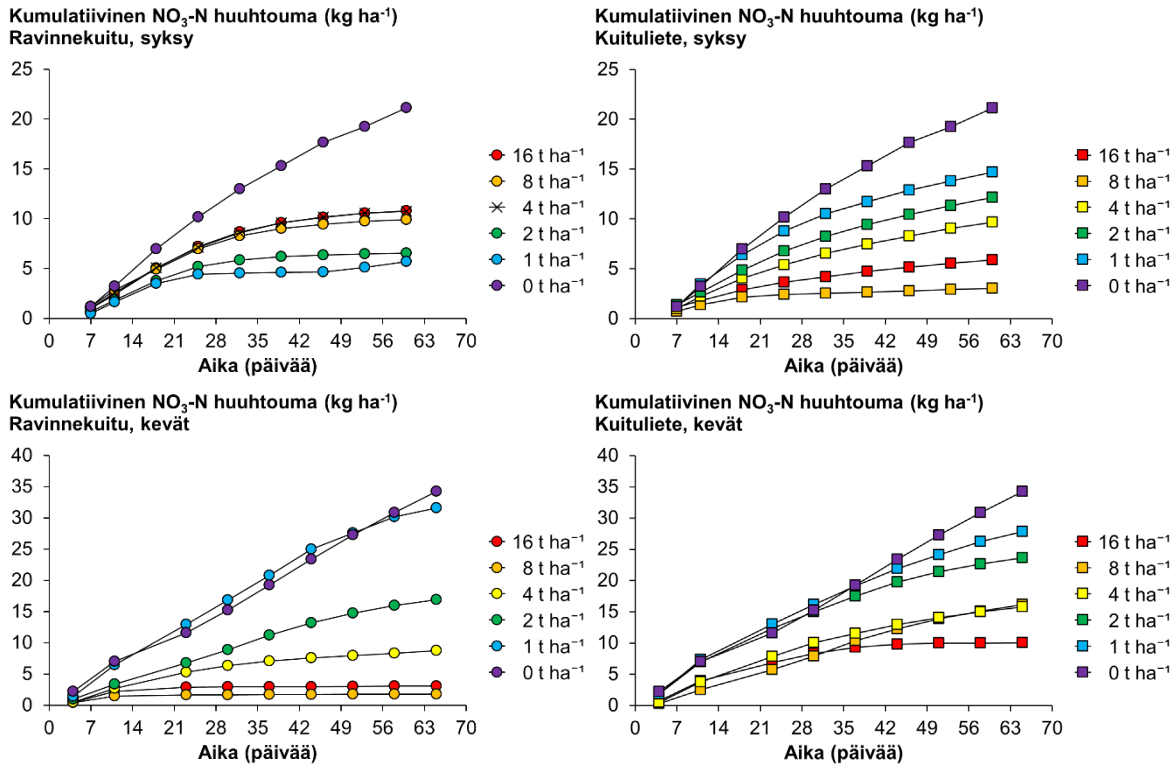 Kumulatiivinen NO₃-N huuhtouma (kg ha⁻¹)
Ravinnekuitu, syksy
25
20
15
10
5
0
0 7 14 21 28 35 42 49 56 63 70
Aika (päivää)
16 t ha⁻¹
8 t ha⁻¹
4 t ha⁻¹
2 t ha⁻¹
1 t ha⁻¹
0 t ha⁻¹
Kumulatiivinen NO₃-N huuhtouma (kg ha⁻¹)
Kuituliete, syksy
25
20
15
10
5
0
0 7 14 21 28 35 42 49 56 63 70
Aika (päivää)
16 t ha⁻¹
8 t ha⁻¹
4 t ha⁻¹
2 t ha⁻¹
1 t ha⁻¹
0 t ha⁻¹
Kumulatiivinen NO₃-N huuhtouma (kg ha⁻¹)
Ravinnekuitu, kevät
40
35
30
25
20
15
10
5
0
0 7 14 21 28 35 42 49 56 63 70
Aika (päivää)
16 t ha⁻¹
8 t ha⁻¹
4 t ha⁻¹
2 t ha⁻¹
1 t ha⁻¹
0 t ha⁻¹
Kumulatiivinen NO₃-N huuhtouma (kg ha⁻¹)
Kuituliete, kevät
40
35
30
25
20
15
10
5
0
0 7 14 21 28 35 42 49 56 63 70
Aika (päivää)
16 t ha⁻¹
8 t ha⁻¹
4 t ha⁻¹
2 t ha⁻¹
1 t ha⁻¹
0 t ha⁻¹